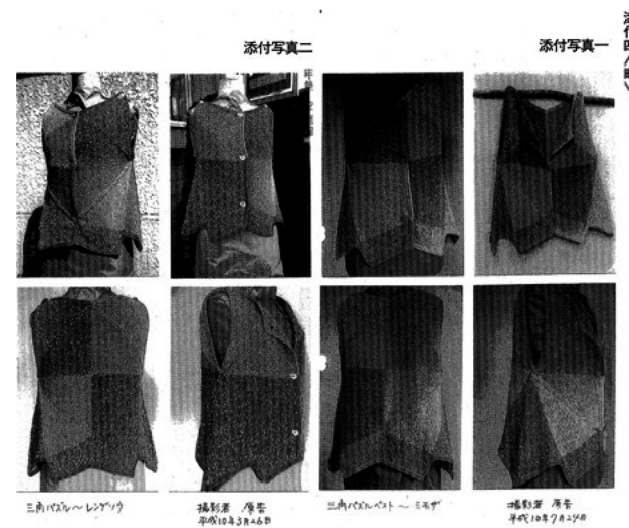 添付写真一
添付写真二
三角パズルベスト〜ミモザ
撮影者 原告
平成10年7月24日
三角パズル〜レンゲソウ
撮影者 原告
平成10年3月26日